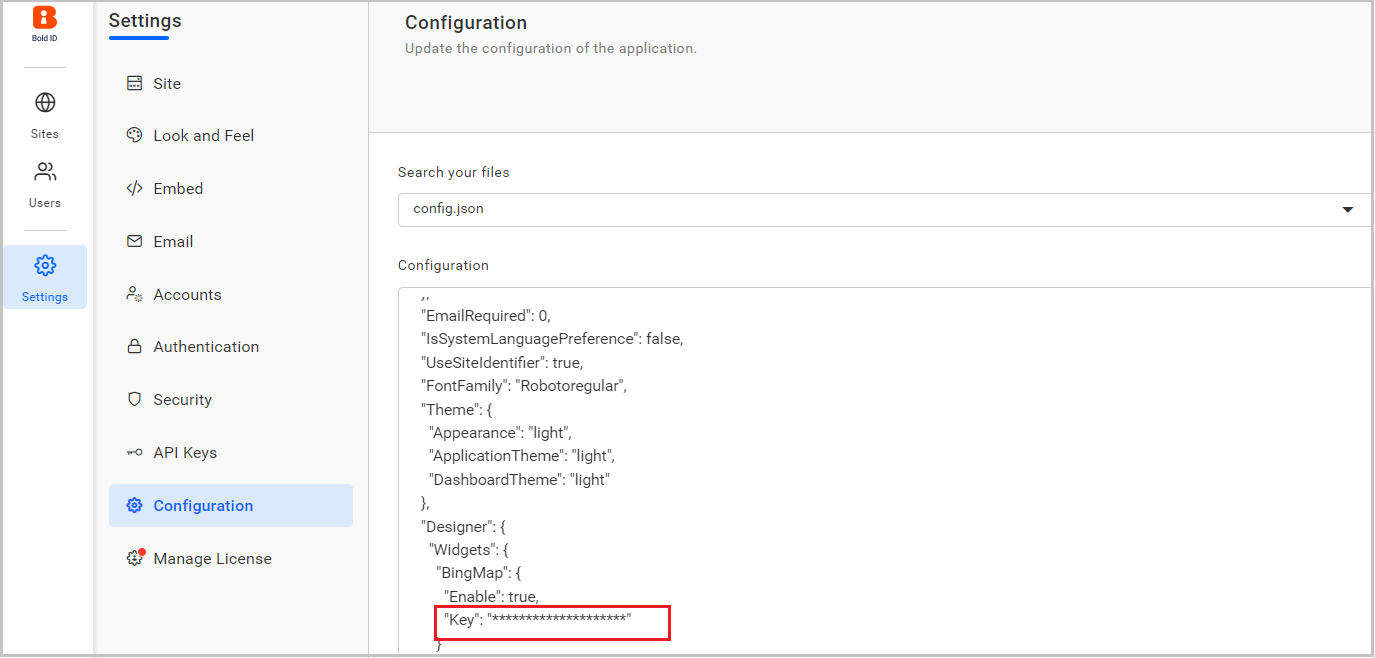 Bold ID
Sites
Users
Settings
Settings
Site
Look and Feel
Embed
Email
Accounts
Authentication
Security
API Keys
Configuration
Manage License
Configuration
Update the configuration of the application.
Search your files
config.json
Configuration
},
"EmailRequired": 0,
"IsSystemLanguagePreference": false,
"UseSiteIdentifier": true,
"FontFamily": "Robotoregular",
"Theme": {
"Appearance": "light",
"ApplicationTheme": "light",
"DashboardTheme": "light"
},
"Designer": {
"Widgets": {
"BingMap": {
"Enable": true,
"Key": "********************"
}